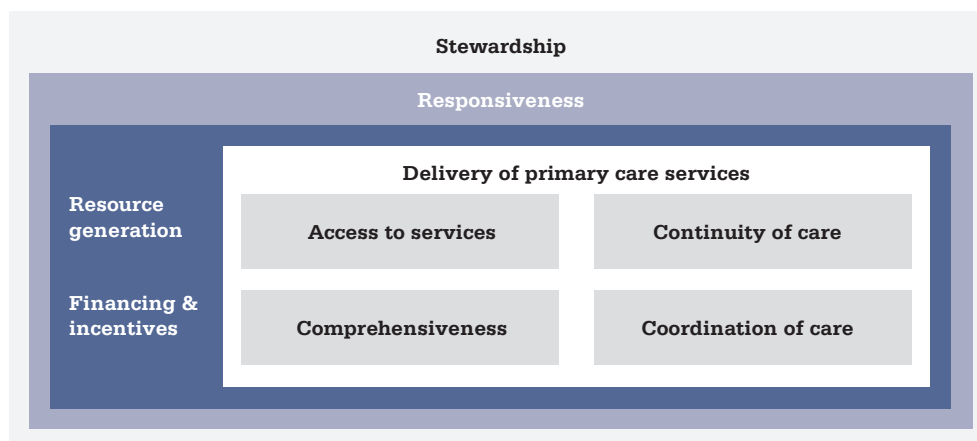 Stewardship
Responsiveness
Delivery of primary care services
Resource
generation
Access to services
Continuity of care
Financing &
incentives
Comprehensiveness
Coordination of care